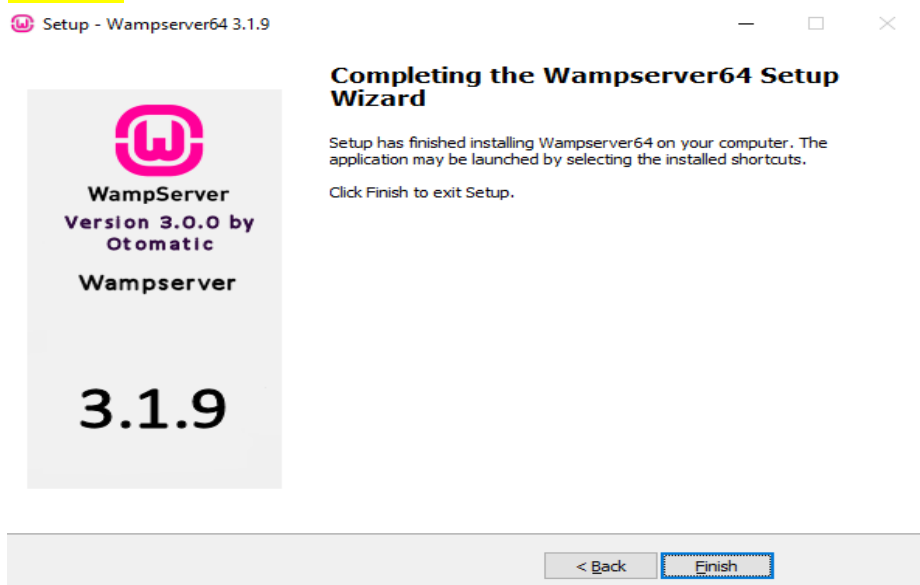 Setup - Wampserver64 3.1.9
Completing the Wampserver64 Setup
Wizard
Setup has finished installing Wampserver64 on your computer. The
application may be launched by selecting the installed shortcuts.
Click Finish to exit Setup.
WampServer
Version 3.0.0 by
Otomatic
Wampserver
3.1.9
< Back
Finish